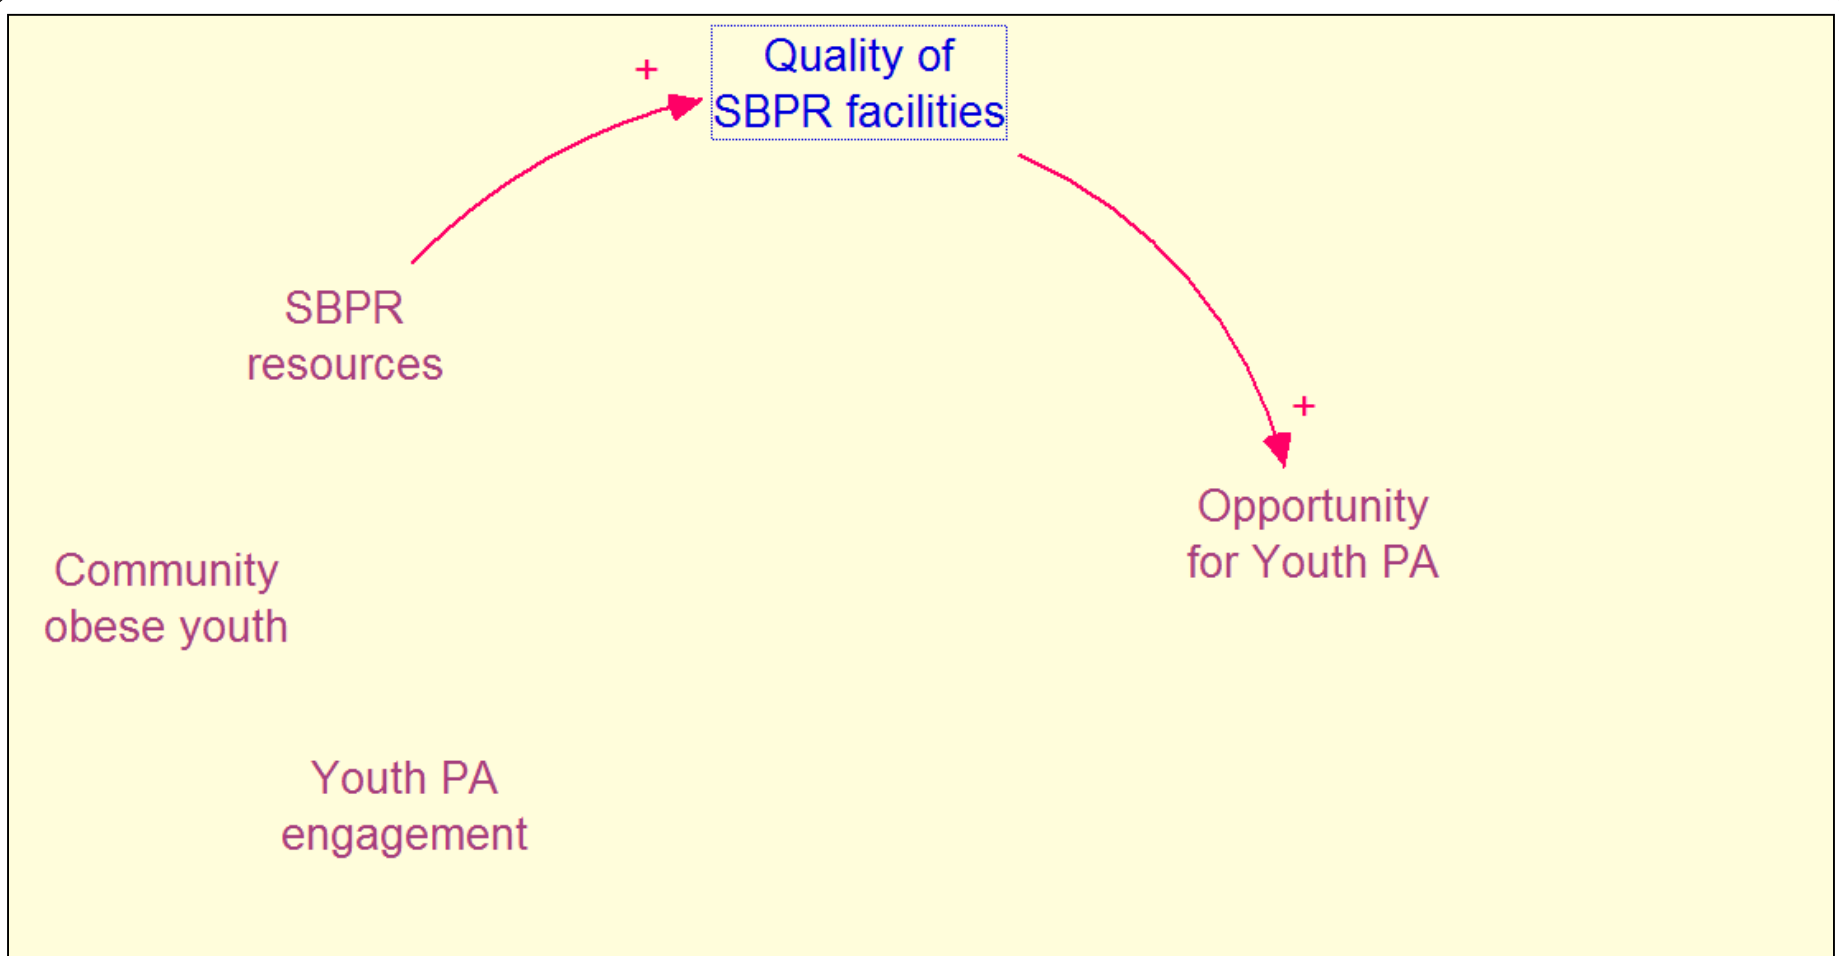 +
Quality of
SBPR facilities
SBPR
resources
+
Opportunity
for Youth PA
Community
obese youth
Youth PA
engagement